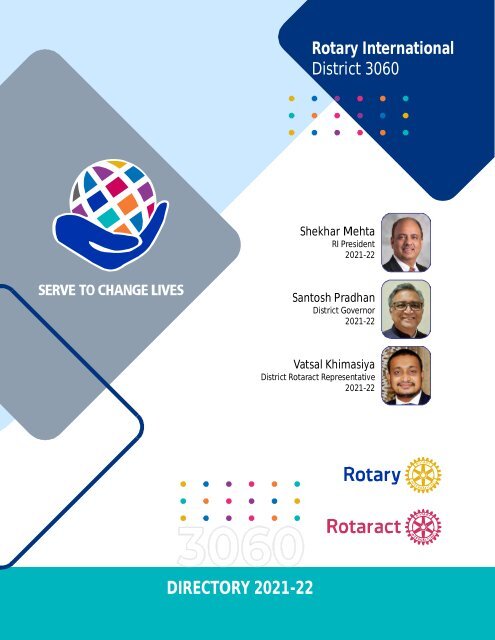 Rotary International
District 3060
Shekhar Mehta
RI President
2021-22
SERVE TO CHANGE LIVES
Santosh Pradhan
District Governor
2021-22
Vatsal Khimasiya
District Rotaract Representative
2021-22
Rotary
Rotaract
3060
DIRECTORY 2021-22